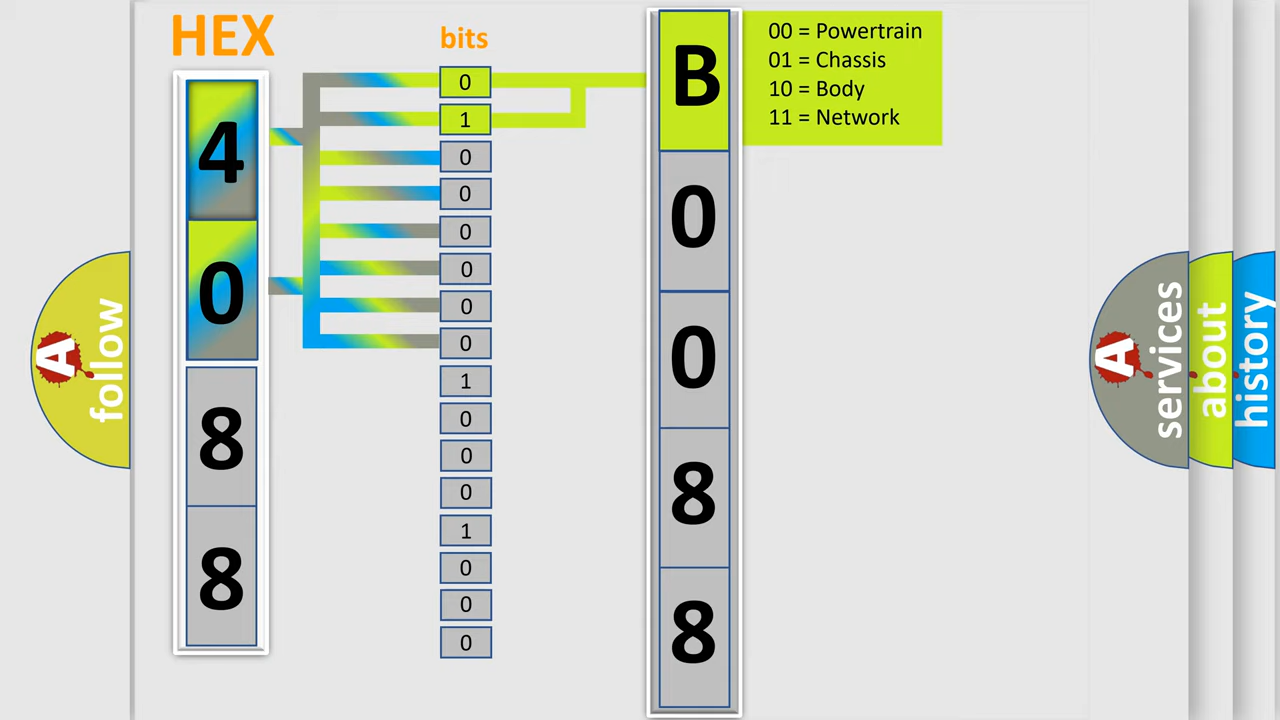 HEX
bits
4
0
8
8
0
1
0
0
0
0
0
0
1
0
0
0
1
0
0
0
B
0
0
8
8
00 = Powertrain
01 = Chassis
10 = Body
11 = Network
A
follow
A
services
about
history